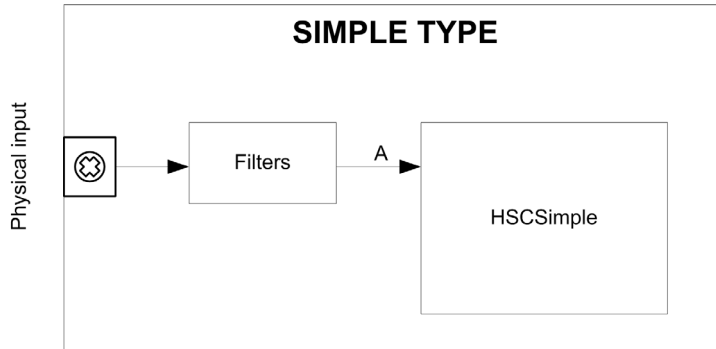 SIMPLE TYPE
Physical input
Filters
A
HSCSimple